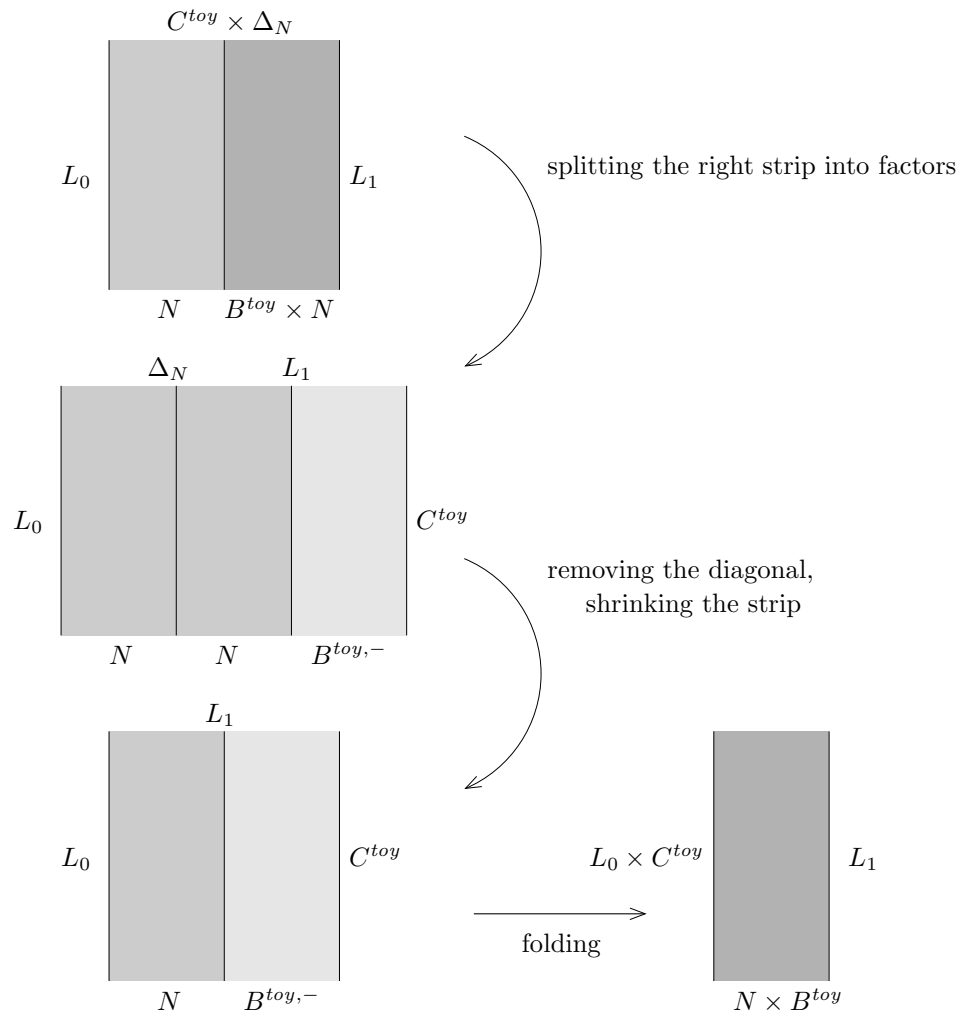 C^{toy} × Δ_N
L_0
L_1
N
B^{toy} × N
splitting the right strip into factors
Δ_N
L_1
L_0
C^{toy}
N
N
B^{toy,−}
removing the diagonal,
shrinking the strip
L_1
L_0
C^{toy}
N
B^{toy,−}
folding
L_0 × C^{toy}
L_1
N × B^{toy}